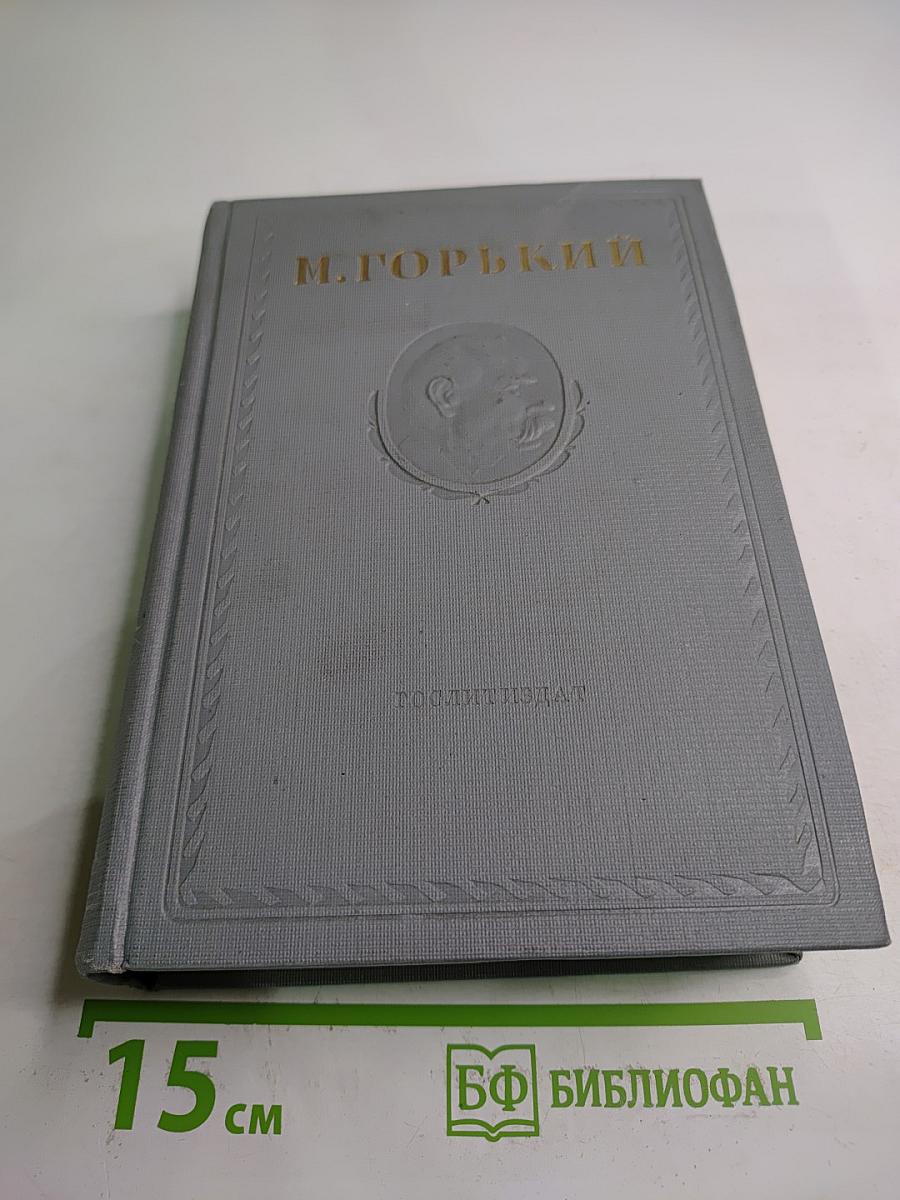 М.ГОРЬКИЙ
ГОСЛИТИЗДАТ
15 см
БФ БИБЛИОФАН